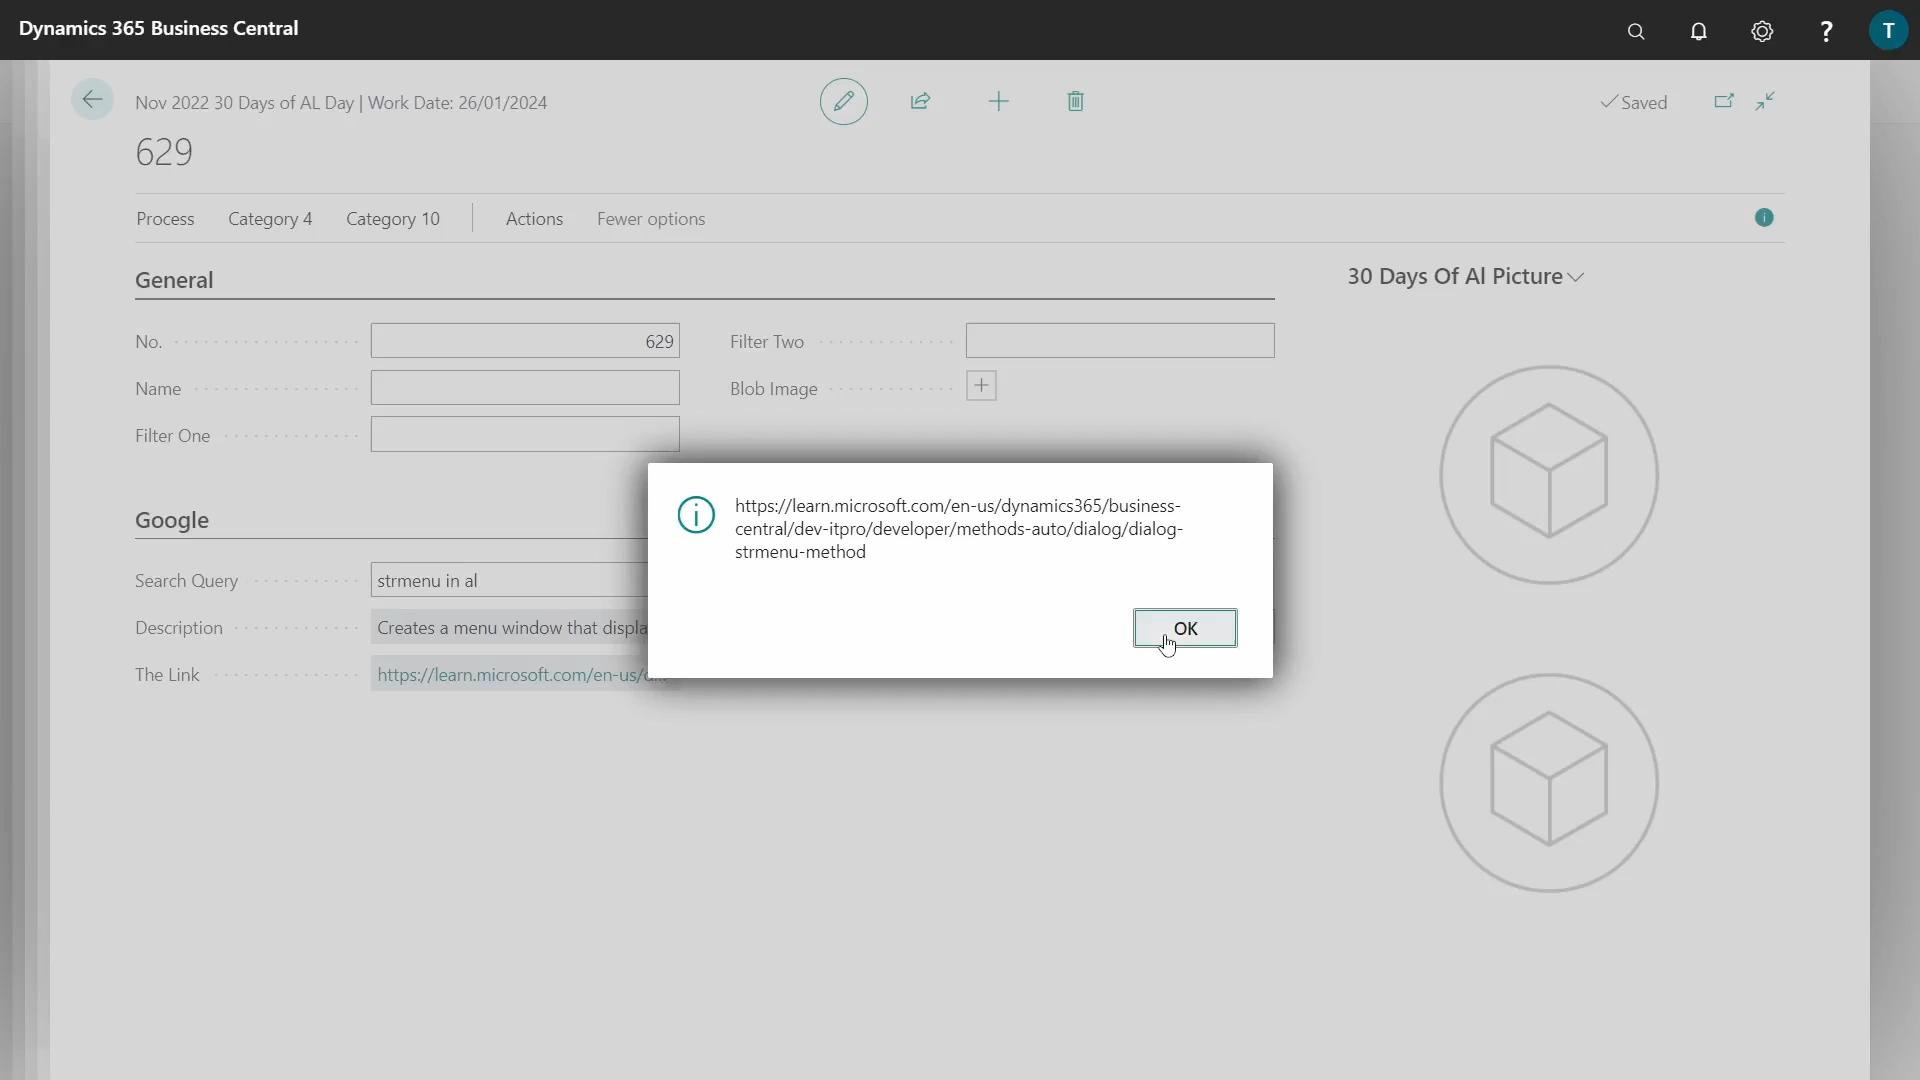 Dynamics 365 Business Central
T
Nov 2022 30 Days of AL Day | Work Date: 26/01/2024
Saved
629
Process Category 4 Category 10 Actions Fewer options
General
30 Days Of Al Picture
No. 629
Filter Two
Name
Blob Image
Filter One
https://learn.microsoft.com/en-us/dynamics365/business-
central/dev-itpro/developer/methods-auto/dialog/dialog-
strmenu-method
OK
Google
Search Query strmenu in al
Description Creates a menu window that displa
The Link https://learn.microsoft.com/en-us/d...